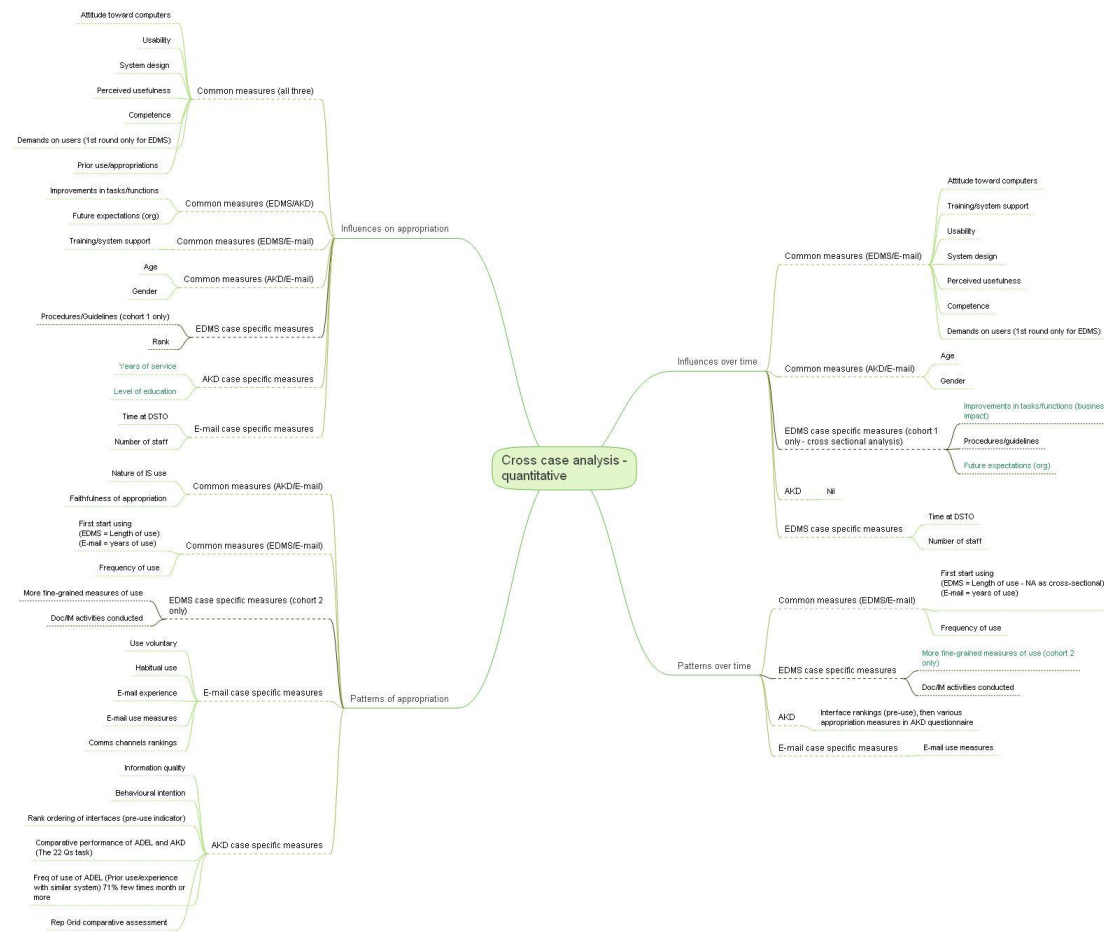 Cross case analysis -
quantitative
Influences on appropriation
Common measures (all three)
Attitude toward computers
Usability
System design
Perceived usefulness
Competence
Demands on users (1st round only for EDMS)
Prior use/appropriations
Common measures (EDMS/AKD)
Improvements in tasks/functions
Future expectations (org)
Common measures (EDMS/E-mail)
Training/system support
Common measures (AKD/E-mail)
Age
Gender
EDMS case specific measures
Procedures/Guidelines (cohort 1 only)
Rank
AKD case specific measures
Years of service
Level of education
E-mail case specific measures
Time at DSTO
Number of staff
Patterns of appropriation
Common measures (AKD/E-mail)
Nature of IS use
Faithfulness of appropriation
Common measures (EDMS/E-mail)
First start using
(EDMS = Length of use)
(E-mail = years of use)
Frequency of use
EDMS case specific measures (cohort 2
only)
More fine-grained measures of use
Doc/IM activities conducted
E-mail case specific measures
Use voluntary
Habitual use
E-mail experience
E-mail use measures
Comms channels rankings
AKD case specific measures
Information quality
Behavioural intention
Rank ordering of interfaces (pre-use indicator)
Comparative performance of ADEL and AKD
(The 22 Qs task)
Freq of use of ADEL (Prior use/experience
with similar system) 71% few times month or
more
Rep Grid comparative assessment
Influences over time
Common measures (EDMS/E-mail)
Attitude toward computers
Training/system support
Usability
System design
Perceived usefulness
Competence
Demands on users (1st round only for EDMS)
Common measures (AKD/E-mail)
Age
Gender
EDMS case specific measures (cohort 1
only - cross sectional analysis)
Improvements in tasks/functions (busines
impact)
Procedures/guidelines
Future expectations (org)
AKD
Nil
EDMS case specific measures
Time at DSTO
Number of staff
Patterns over time
Common measures (EDMS/E-mail)
First start using
(EDMS = Length of use - NA as cross-sectional)
(E-mail = years of use)
Frequency of use
EDMS case specific measures
More fine-grained measures of use (cohort 2
only)
Doc/IM activities conducted
AKD
Interface rankings (pre-use), then various
appropriation measures in AKD questionnaire
E-mail case specific measures
E-mail use measures